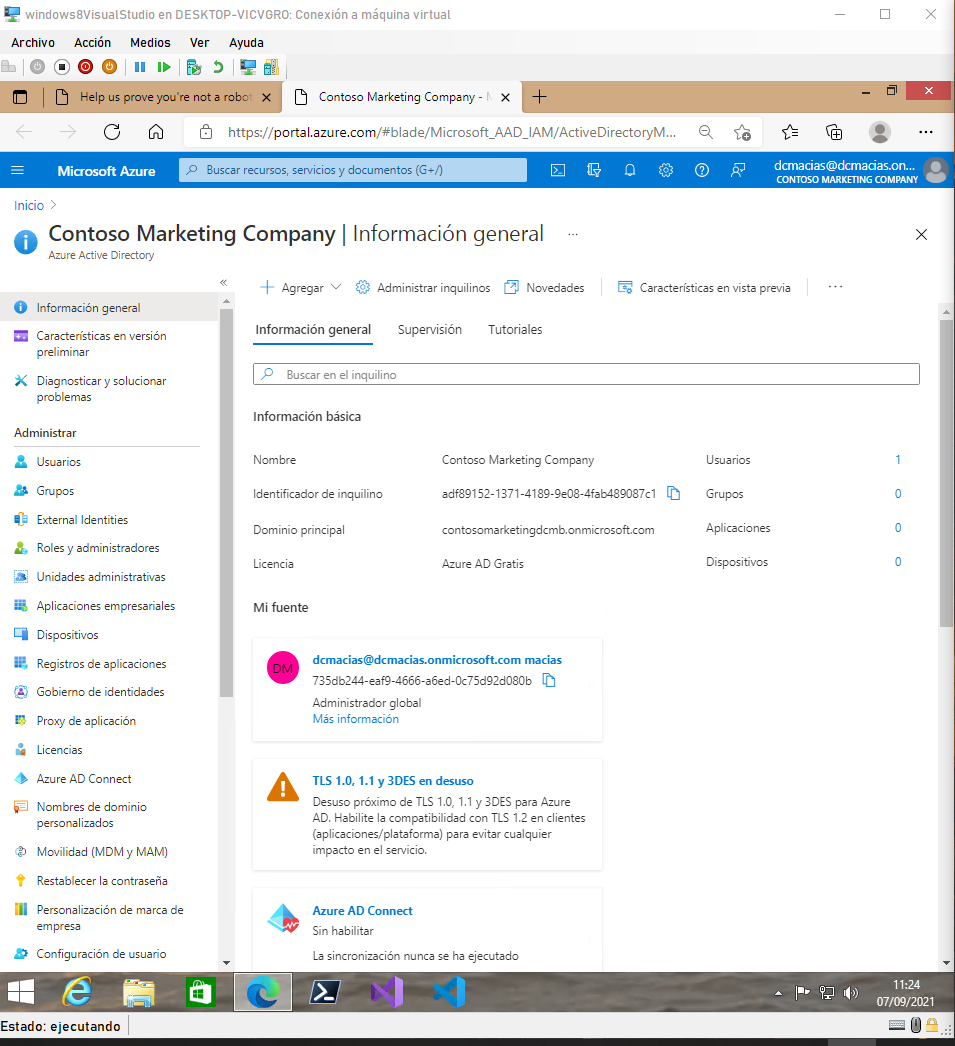 windows8VisualStudio en DESKTOP-VICVGRO: Conexión a máquina virtual
Archivo Acción Medios Ver Ayuda
Help us prove you're not a robot
Contoso Marketing Company - M
https://portal.azure.com/#blade/Microsoft_AAD_IAM/ActiveDirectoryM...
Microsoft Azure
Buscar recursos, servicios y documentos (G+/)
dcmacias@dcmacias.on...
CONTOSO MARKETING COMPANY
Inicio
Contoso Marketing Company | Información general ...
Azure Active Directory
Agregar Administrar inquilinos Novedades Características en vista previa ...
Información general
Características en versión
preliminar
Diagnosticar y solucionar
problemas
Administrar
Usuarios
Grupos
External Identities
Roles y administradores
Unidades administrativas
Aplicaciones empresariales
Dispositivos
Registros de aplicaciones
Gobierno de identidades
Proxy de aplicación
Licencias
Azure AD Connect
Nombres de dominio
personalizados
Movilidad (MDM y MAM)
Restablecer la contraseña
Personalización de marca de
empresa
Configuración de usuario
Información general Supervisión Tutoriales
Buscar en el inquilino
Información básica
Nombre Contoso Marketing Company Usuarios 1
Identificador de inquilino adf89152-1371-4189-9e08-4fab489087c1 Grupos 0
Dominio principal contosomarketingdcmb.onmicrosoft.com Aplicaciones 0
Licencia Azure AD Gratis Dispositivos 0
Mi fuente
DM
dcmacias@dcmacias.onmicrosoft.com macias
735db244-eaf9-4666-a6ed-0c75d92d080b
Administrador global
Más información
TLS 1.0, 1.1 y 3DES en desuso
Desuso próximo de TLS 1.0, 1.1 y 3DES para Azure
AD. Habilite la compatibilidad con TLS 1.2 en clientes
(aplicaciones/plataforma) para evitar cualquier
impacto en el servicio.
Azure AD Connect
Sin habilitar
La sincronización nunca se ha ejecutado
11:24
07/09/2021
Estado: ejecutando